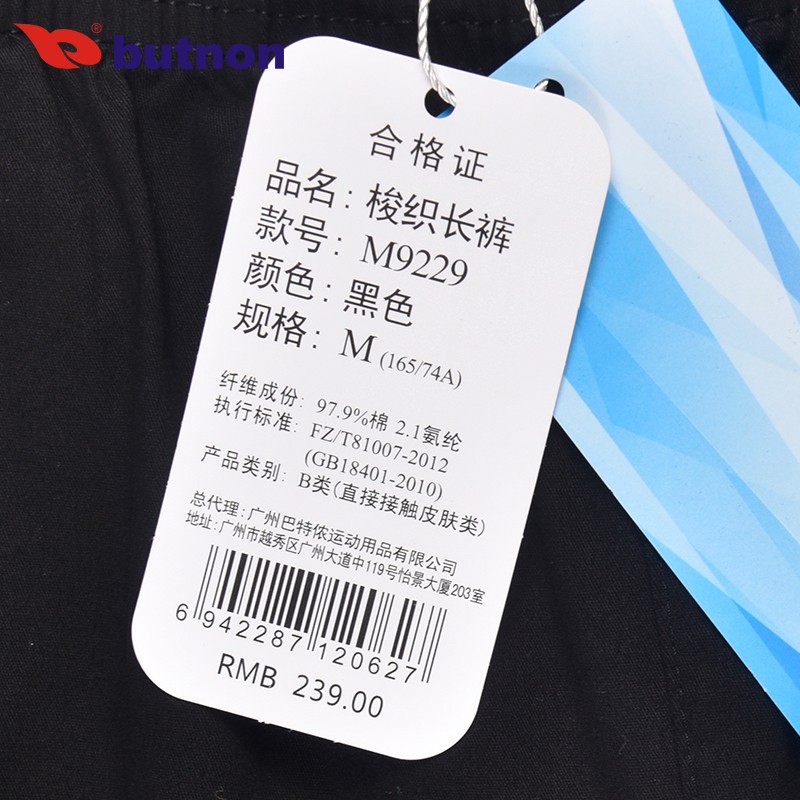 butnon®
合格证
品名：梭织长裤
款号：M9229
颜色：黑色
规格：M (165/74A)
纤维成份：97.9%棉 2.1氨纶
执行标准：FZ/T81007-2012
(GB18401-2010)
产品类别：B类(直接接触皮肤类)
总代理：广州巴特侬运动用品有限公司
地址：广州市越秀区广州大道中119号怡景大厦203室
6 942287 120627
RMB 239.00